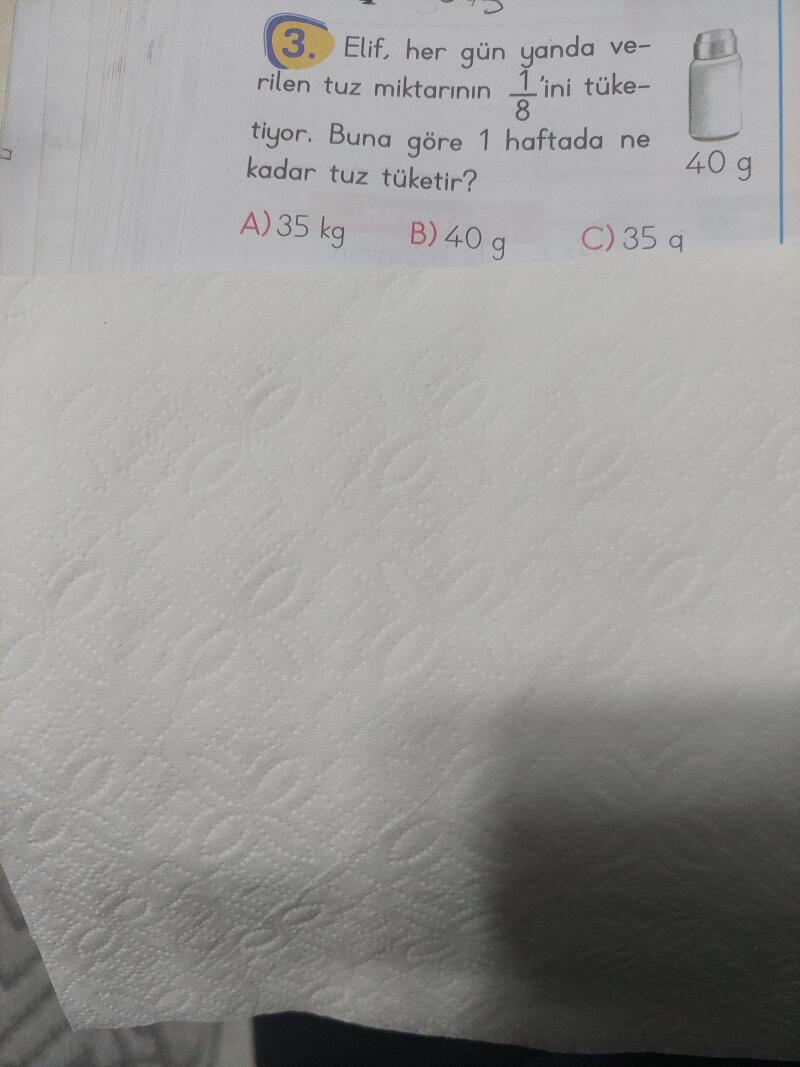 3. Elif, her gün yanda ve-
rilen tuz miktarının 1/8'ini tüke-
tiyor. Buna göre 1 haftada ne
kadar tuz tüketir?
40 g
A) 35 kg B) 40 g C) 35 g